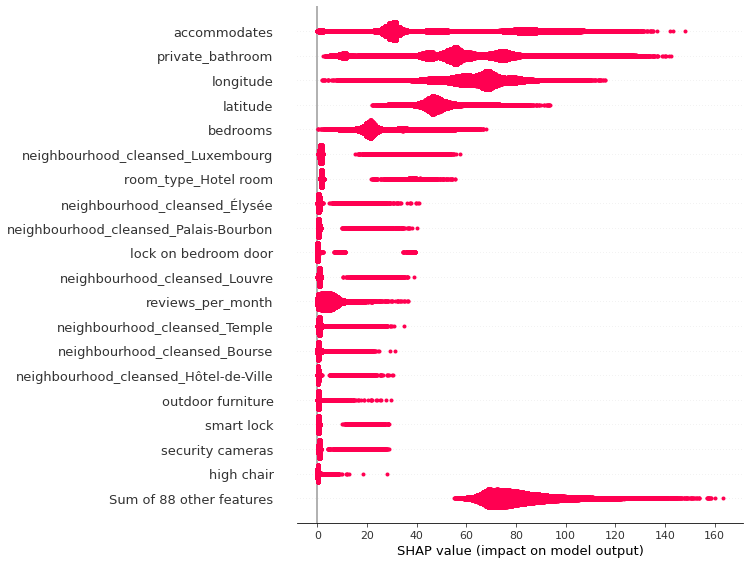 accommodates
private_bathroom
longitude
latitude
bedrooms
neighbourhood_cleansed_Luxembourg
room_type_Hotel room
neighbourhood_cleansed_Élysée
neighbourhood_cleansed_Palais-Bourbon
lock on bedroom door
neighbourhood_cleansed_Louvre
reviews_per_month
neighbourhood_cleansed_Temple
neighbourhood_cleansed_Bourse
neighbourhood_cleansed_Hôtel-de-Ville
outdoor furniture
smart lock
security cameras
high chair
Sum of 88 other features
0 20 40 60 80 100 120 140 160
SHAP value (impact on model output)